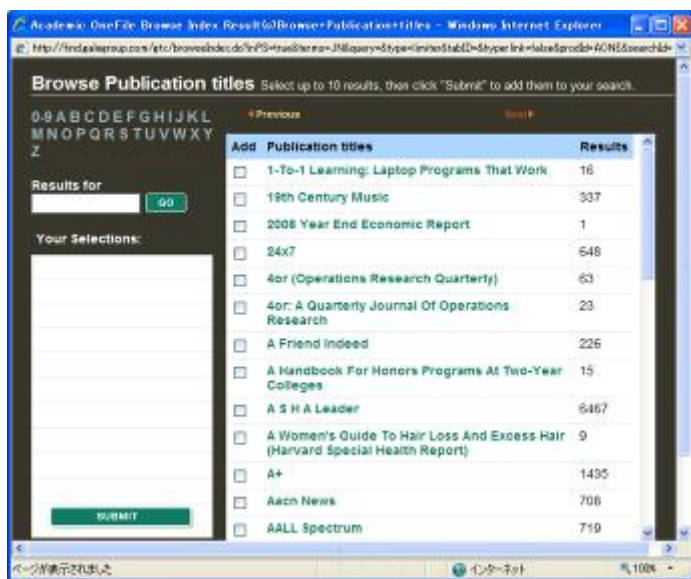 Academic OneFile Browse Index Result(s)Browse+Publication+titles - Windows Internet Explorer
Browse Publication titles Select up to 10 results, then click "Submit" to add them to your search.
0-9 A B C D E F G H I J K L
M N O P Q R S T U V W X Y
Z
Previous
Next
Results for
GO
Your Selections:
SUBMIT
Add Publication titles Results
1-To-1 Learning: Laptop Programs That Work 16
19th Century Music 337
2008 Year End Economic Report 1
24x7 648
4or (Operations Research Quarterly) 63
4or: A Quarterly Journal Of Operations
Research 23
A Friend Indeed 226
A Handbook For Honors Programs At Two-Year
Colleges 15
A S H A Leader 6467
A Women's Guide To Hair Loss And Excess Hair
(Harvard Special Health Report) 9
A+ 1435
Aacn News 708
AALL Spectrum 719
ページが表示されました
インターネット
100%